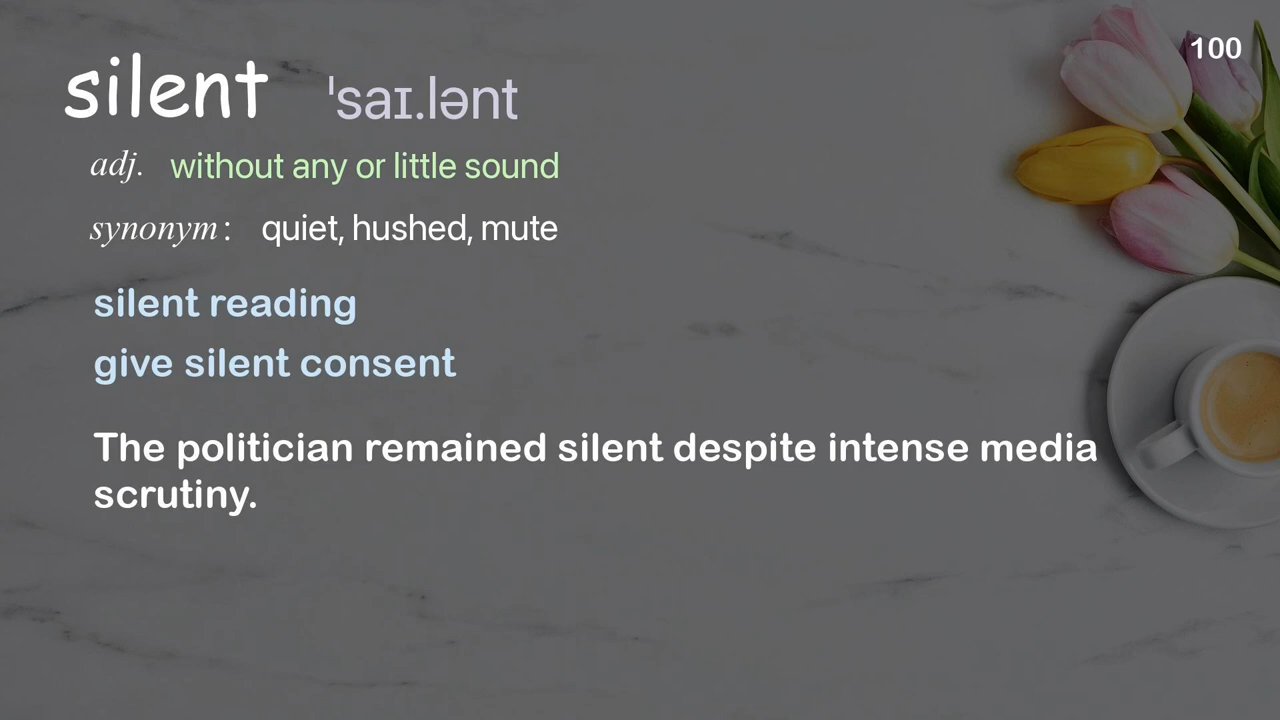 100
silent ˈsaɪ.lənt
adj. without any or little sound
synonym: quiet, hushed, mute
silent reading
give silent consent
The politician remained silent despite intense media
scrutiny.